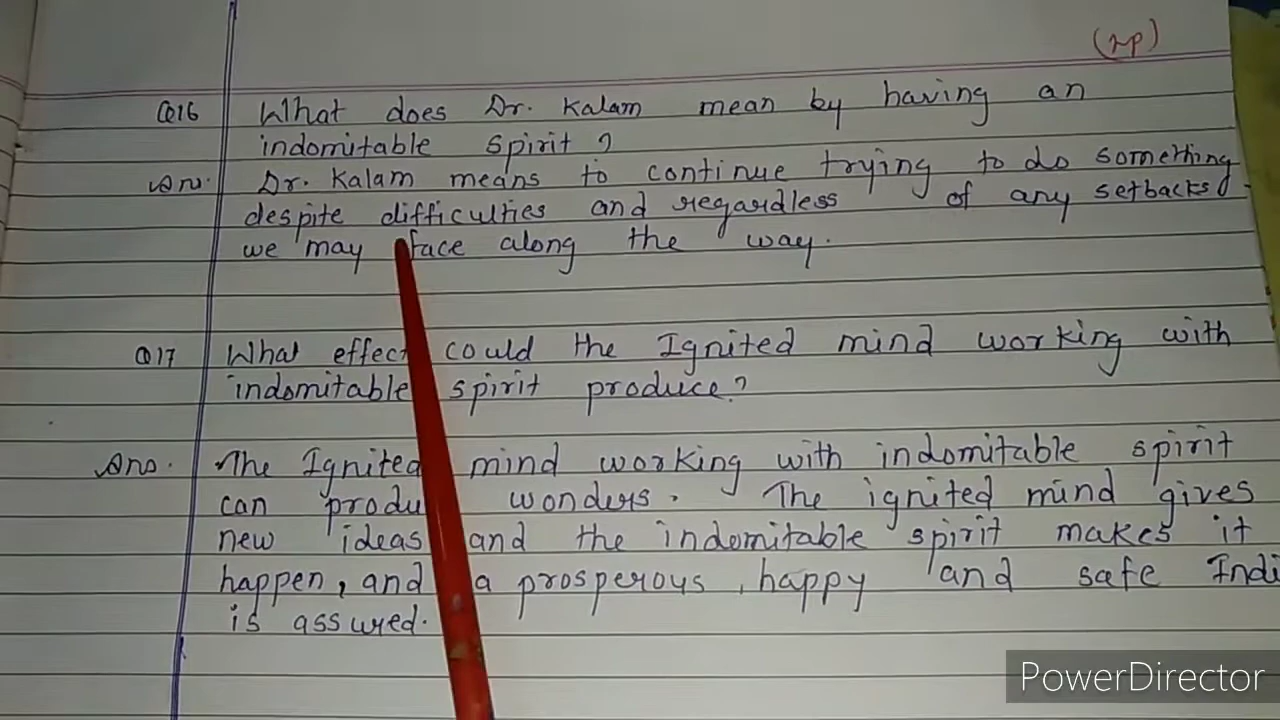 (2p)
Q16 What does Dr. Kalam mean by having an
indomitable spirit ?
Ans. Dr. Kalam means to continue trying to do something
despite difficulties and regardless of any setbacks
we may face along the way.
Q17 What effect could the Ignited mind working with
indomitable spirit produce?
Ans. The Ignited mind working with indomitable spirit
can produ wonders. The ignited mind gives
new ideas and the indomitable spirit makes it
happen, and a prosperous, happy and safe Indi
is assured.
PowerDirector